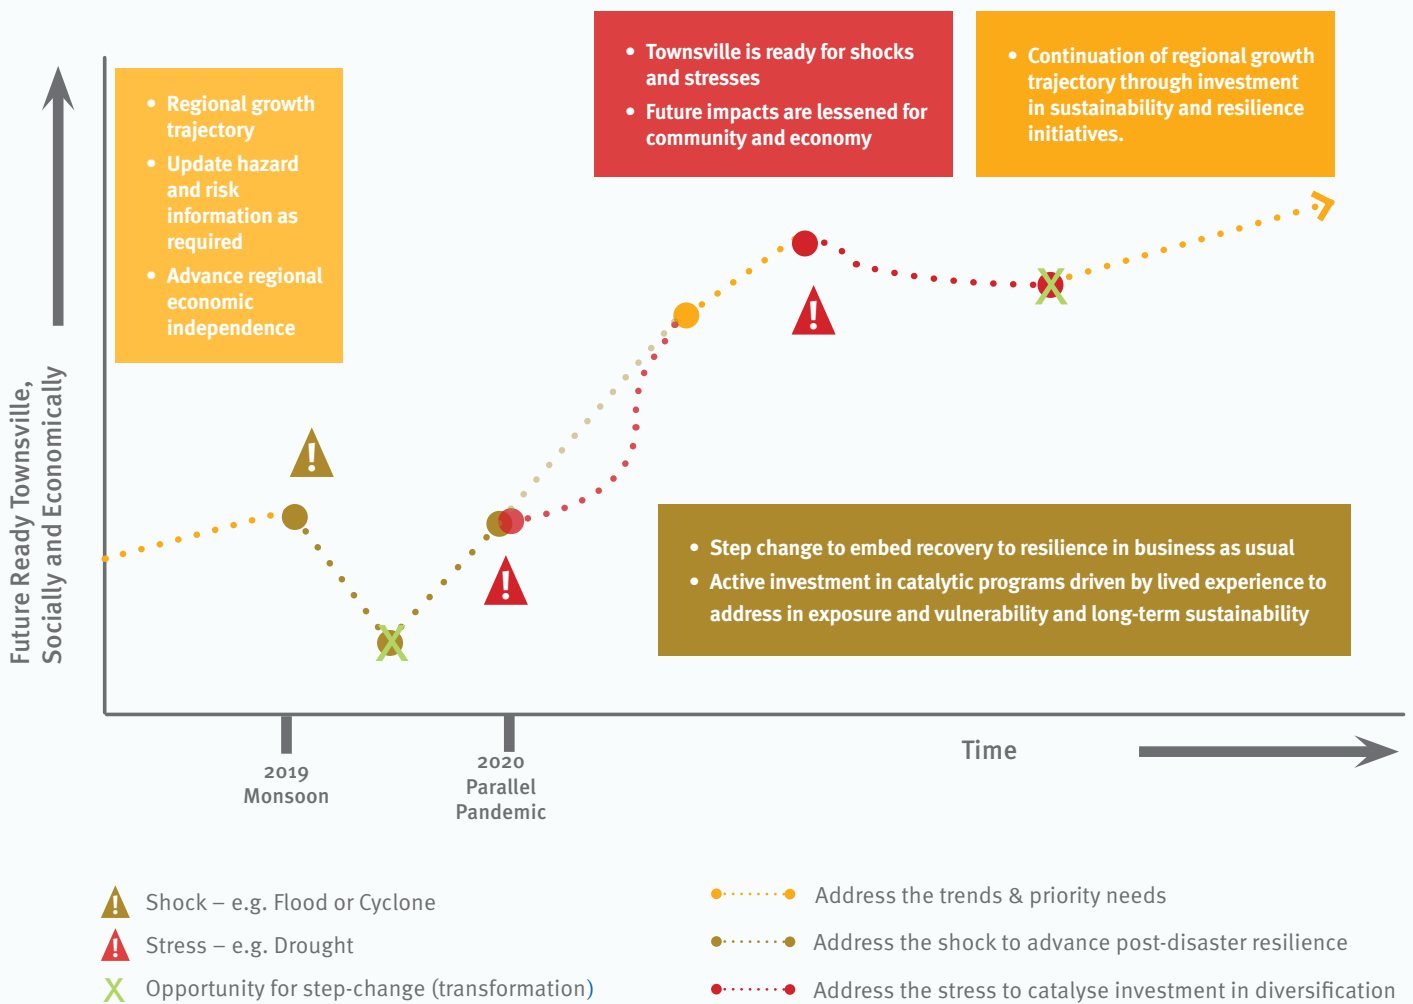 • Regional growth
trajectory
• Update hazard
and risk
information as
required
• Advance regional
economic
independence
• Townsville is ready for shocks
and stresses
• Future impacts are lessened for
community and economy
• Continuation of regional growth
trajectory through investment
in sustainability and resilience
initiatives.
Future Ready Townsville,
Socially and Economically
• Step change to embed recovery to resilience in business as usual
• Active investment in catalytic programs driven by lived experience to
address in exposure and vulnerability and long-term sustainability
2019
Monsoon
2020
Parallel
Pandemic
Time
Shock – e.g. Flood or Cyclone
Stress – e.g. Drought
X Opportunity for step-change (transformation)
Address the trends & priority needs
Address the shock to advance post-disaster resilience
Address the stress to catalyse investment in diversification